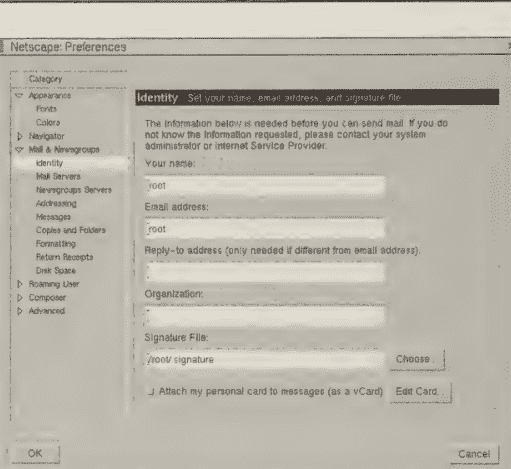 Netscape: Preferences
Category
Appearance
Fonts
Colors
Navigator
Mail & Newsgroups
Identity
Mail Servers
Newsgroups Servers
Addressing
Messages
Copies and Folders
Formatting
Return Receipts
Disk Space
Roaming User
Composer
Advanced
Identity Set your name, email address, and signature file
The information below is needed before you can send mail. If you do
not know the information requested, please contact your system
administrator or Internet Service Provider.
Your name:
root
Email address:
root
Reply-to address (only needed if different from email address):
Organization:
Signature File:
/root/.signature
Choose...
Attach my personal card to messages (as a vCard)
Edit Card...
OK
Cancel